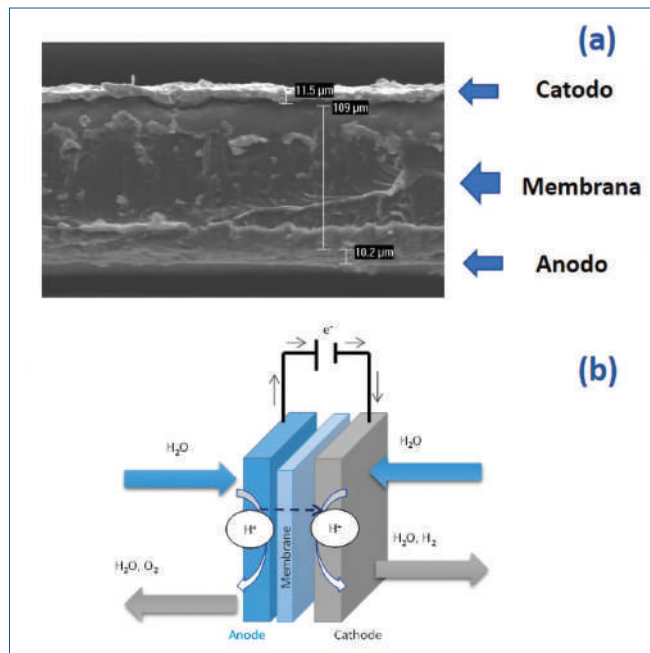 (a)
11.5 µm
Catodo
109 µm
Membrana
10.2 µm
Anodo
e⁻
(b)
H₂O
H₂O
H⁺
H⁺
Membrane
H₂O, O₂
H₂O, H₂
Anode
Cathode